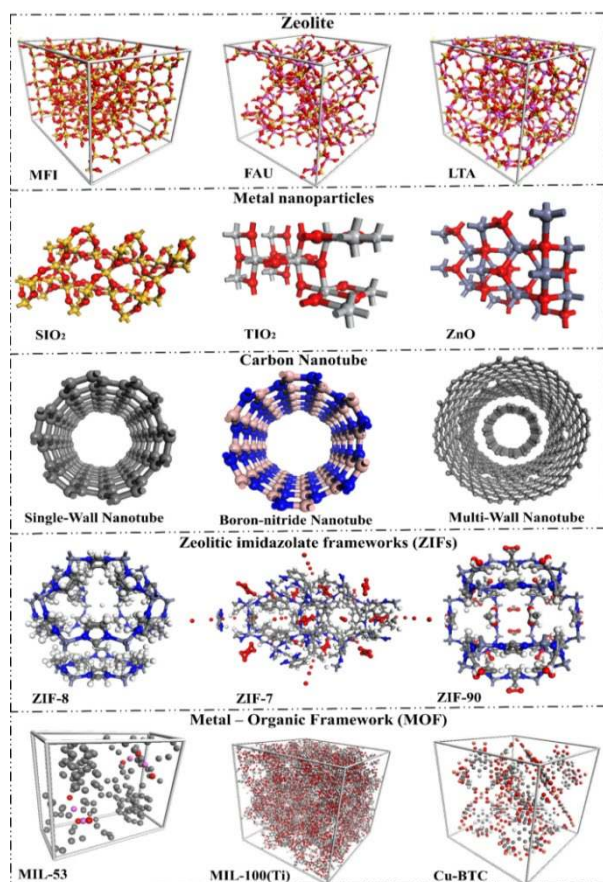 Zeolite
MFI
FAU
LTA
Metal nanoparticles
SIO₂
TIO₂
ZnO
Carbon Nanotube
Single-Wall Nanotube
Boron-nitride Nanotube
Multi-Wall Nanotube
Zeolitic imidazolate frameworks (ZIFs)
ZIF-8
ZIF-7
ZIF-90
Metal – Organic Framework (MOF)
MIL-53
MIL-100(Ti)
Cu-BTC